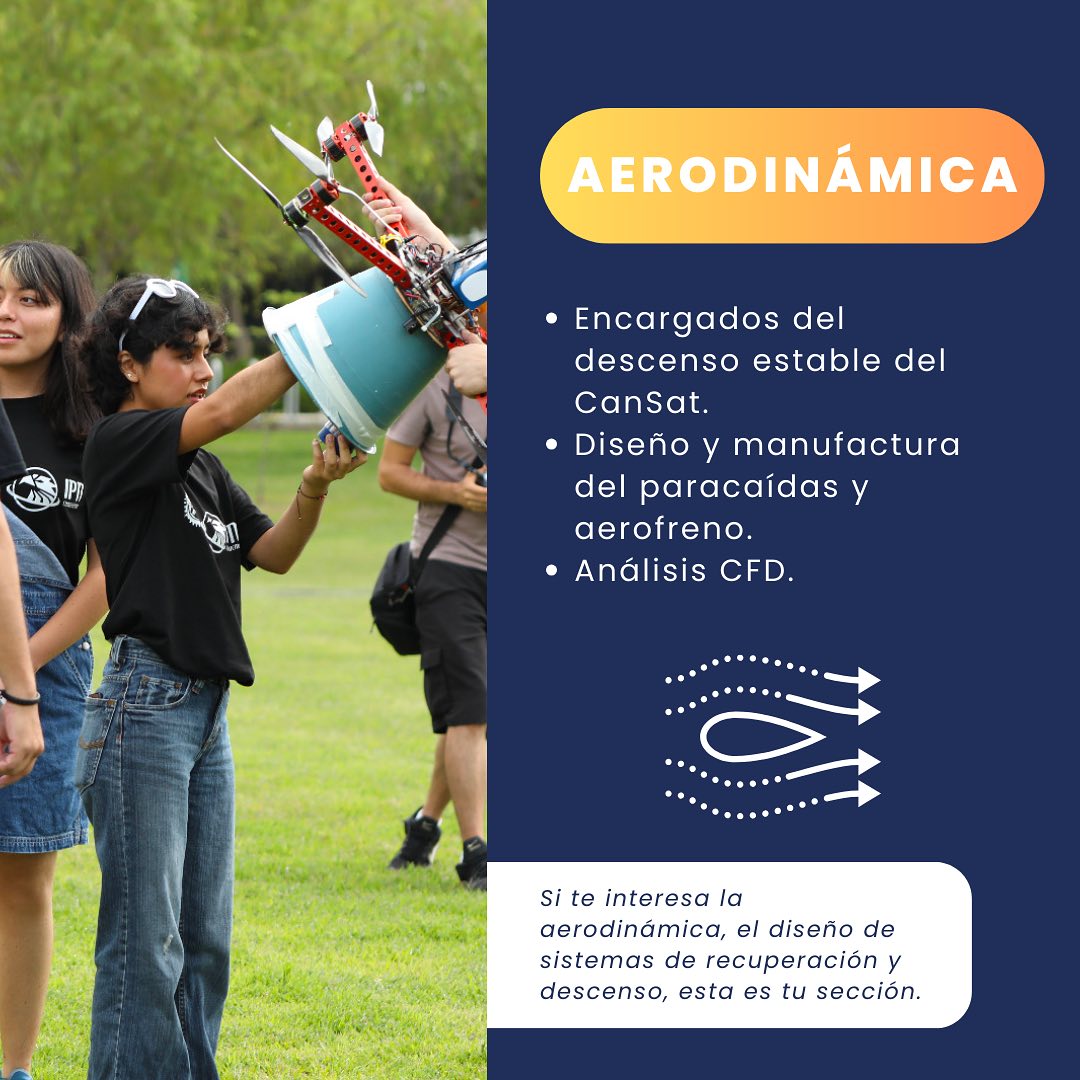 AERODINÁMICA
• Encargados del
descenso estable del
CanSat.
• Diseño y manufactura
del paracaídas y
aerofreno.
• Análisis CFD.
Si te interesa la
aerodinámica, el diseño de
sistemas de recuperación y
descenso, esta es tu sección.